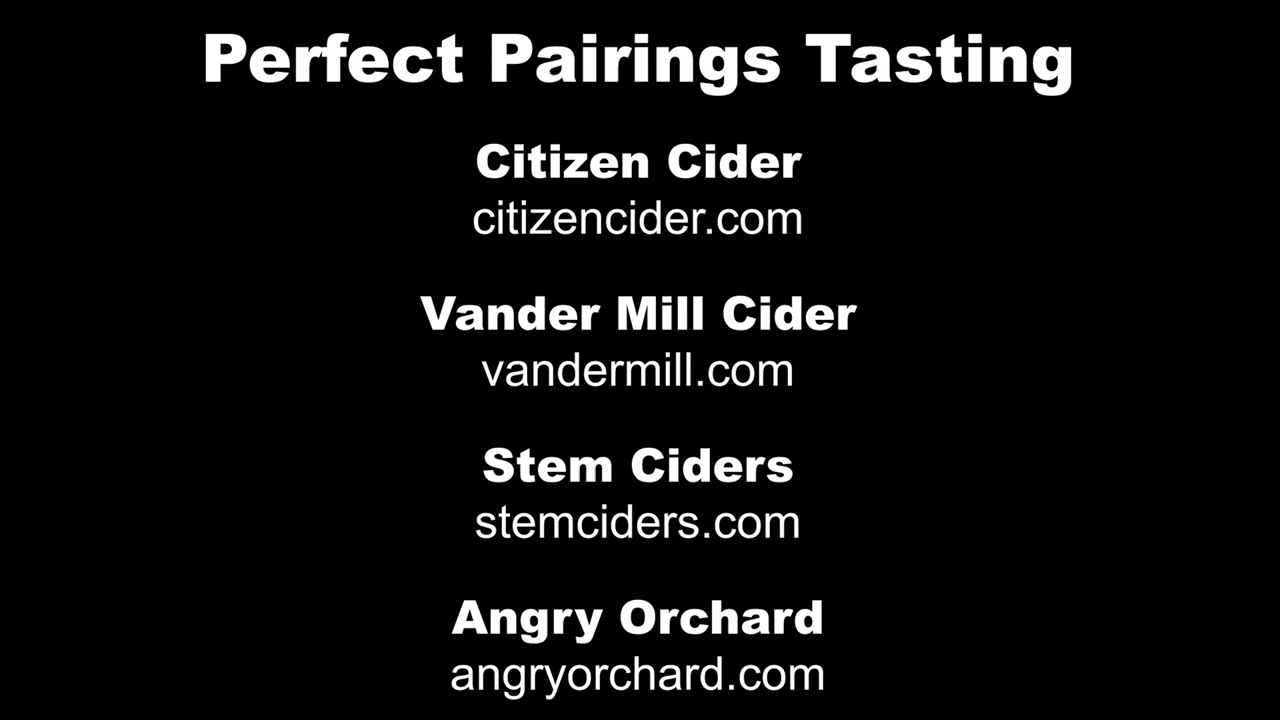 Perfect Pairings Tasting
Citizen Cider
citizencider.com
Vander Mill Cider
vandermill.com
Stem Ciders
stemciders.com
Angry Orchard
angryorchard.com